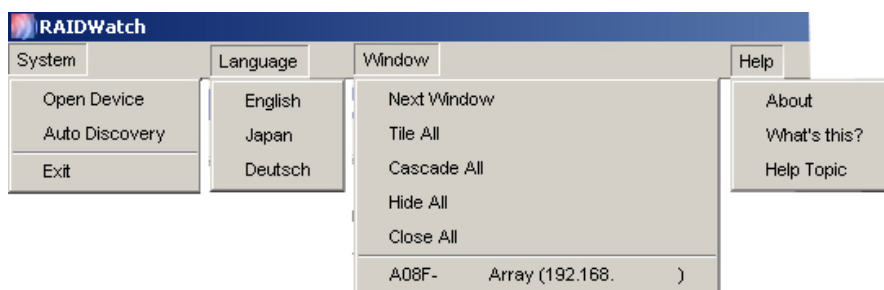 RAIDWatch
System Language Window Help
Open Device English Next Window About
Auto Discovery Japan Tile All What's this?
Exit Deutsch Cascade All Help Topic
Hide All
Close All
A08F- Array (192.168. )